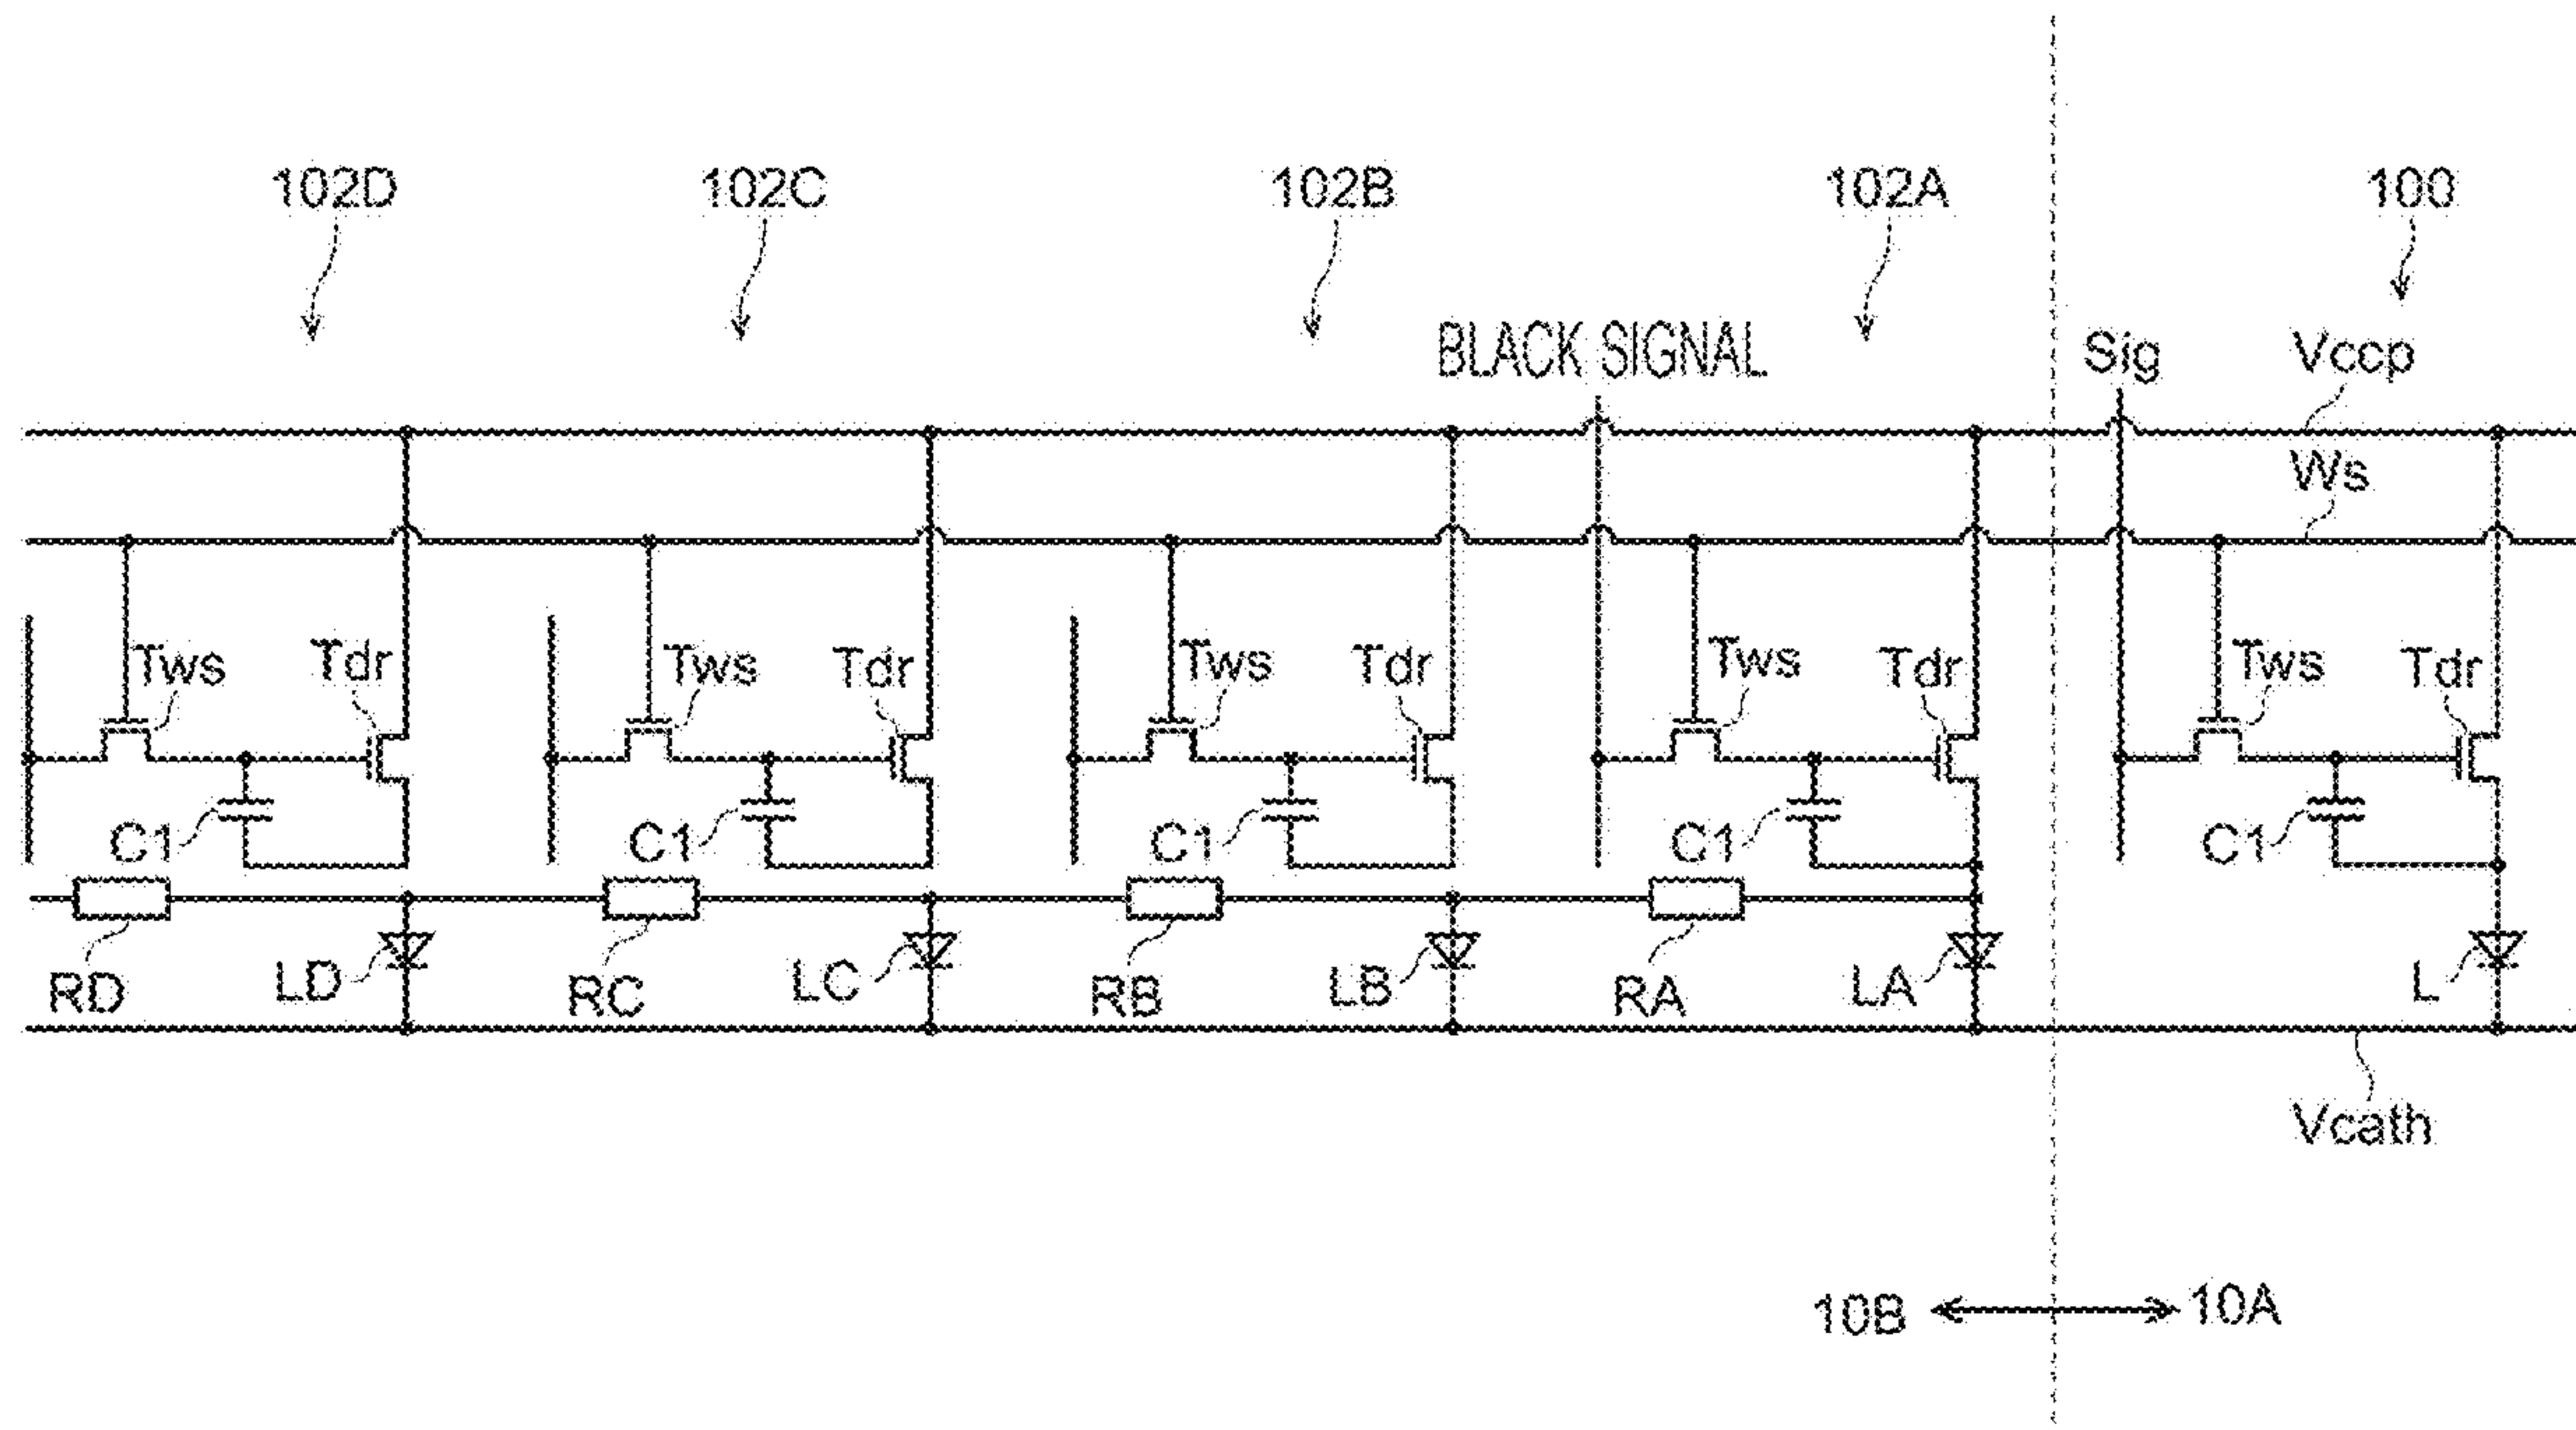 102D 102C 102B 102A 100
BLACK SIGNAL Sig Vccp
Ws
Tws Tdr Tws Tdr Tws Tdr Tws Tdr Tws Tdr
C1 C1 C1 C1 C1
RD LD RC LC RB LB RA LA L
Vcath
10B 10A